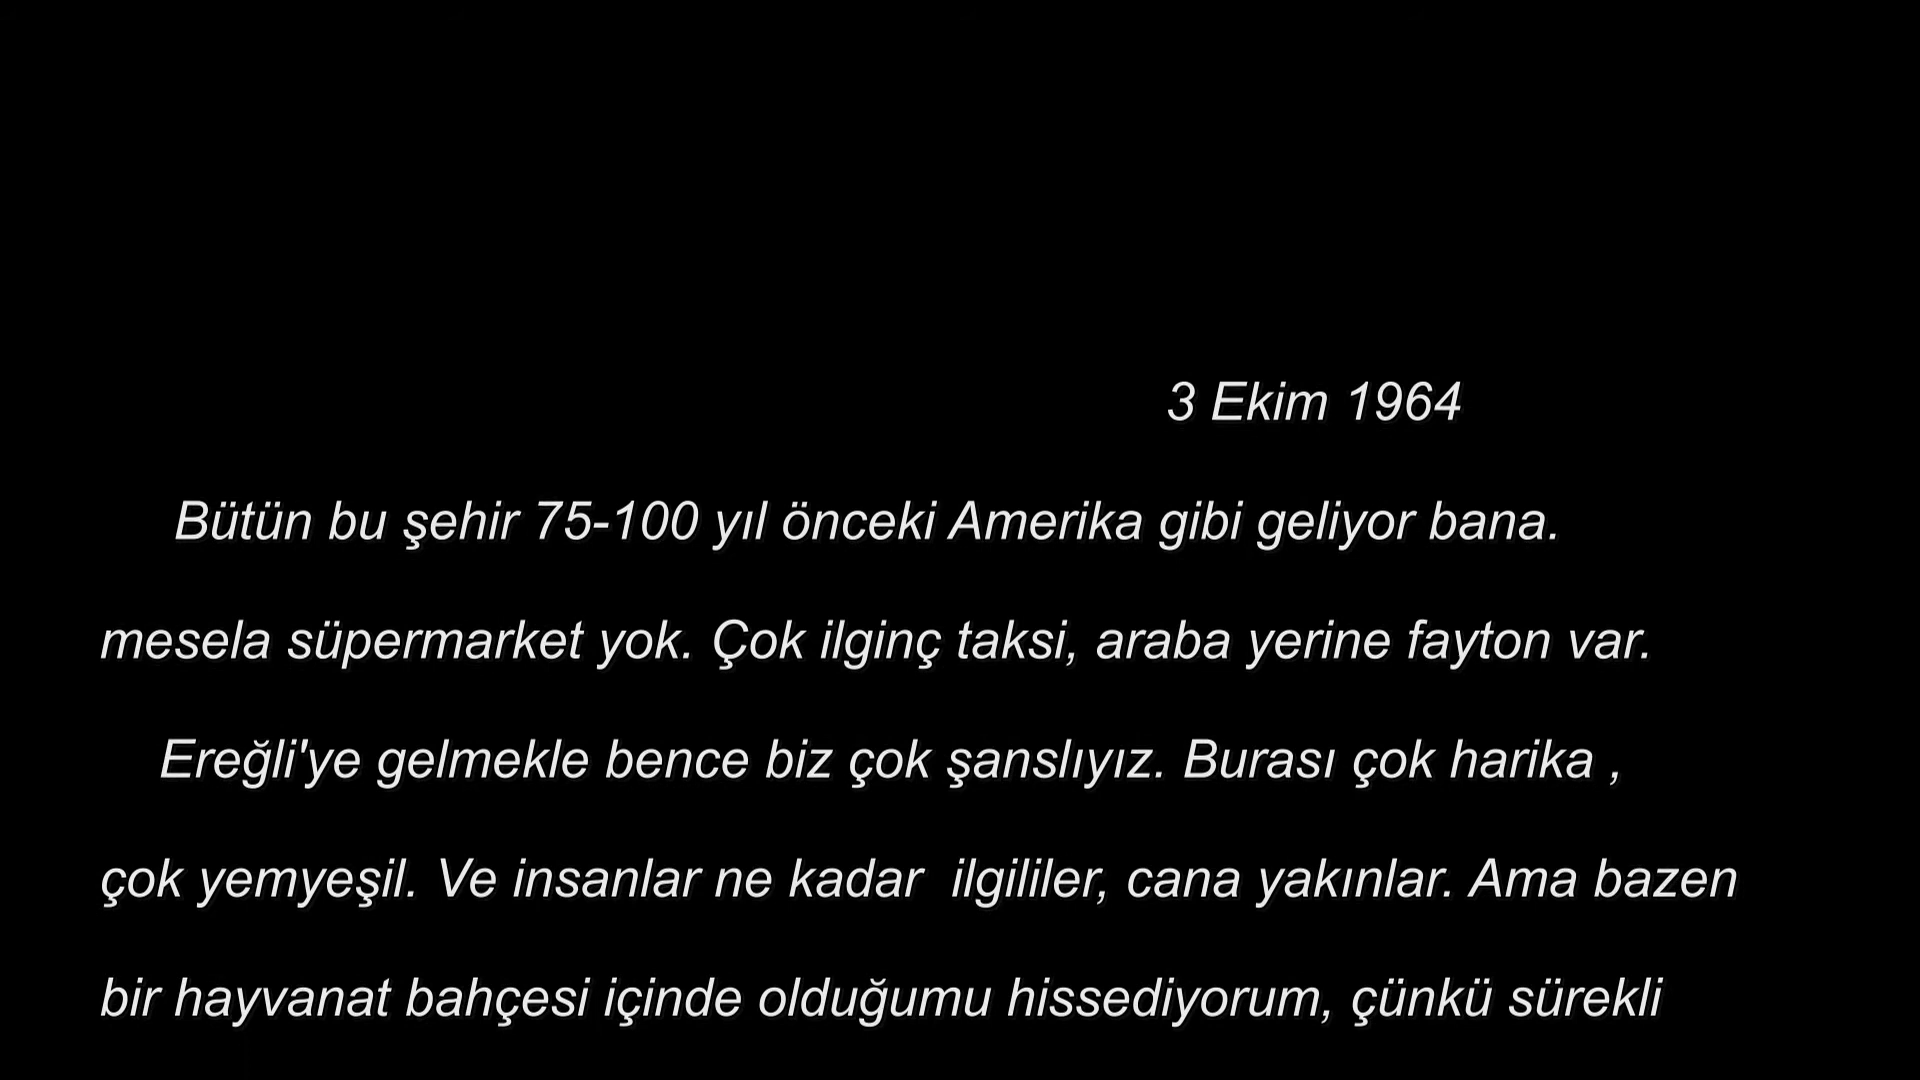 3 Ekim 1964
Bütün bu şehir 75-100 yıl önceki Amerika gibi geliyor bana.
mesela süpermarket yok. Çok ilginç taksi, araba yerine fayton var.
Ereğli'ye gelmekle bence biz çok şanslıyız. Burası çok harika ,
çok yemyeşil. Ve insanlar ne kadar  ilgililer, cana yakınlar. Ama bazen
bir hayvanat bahçesi içinde olduğumu hissediyorum, çünkü sürekli